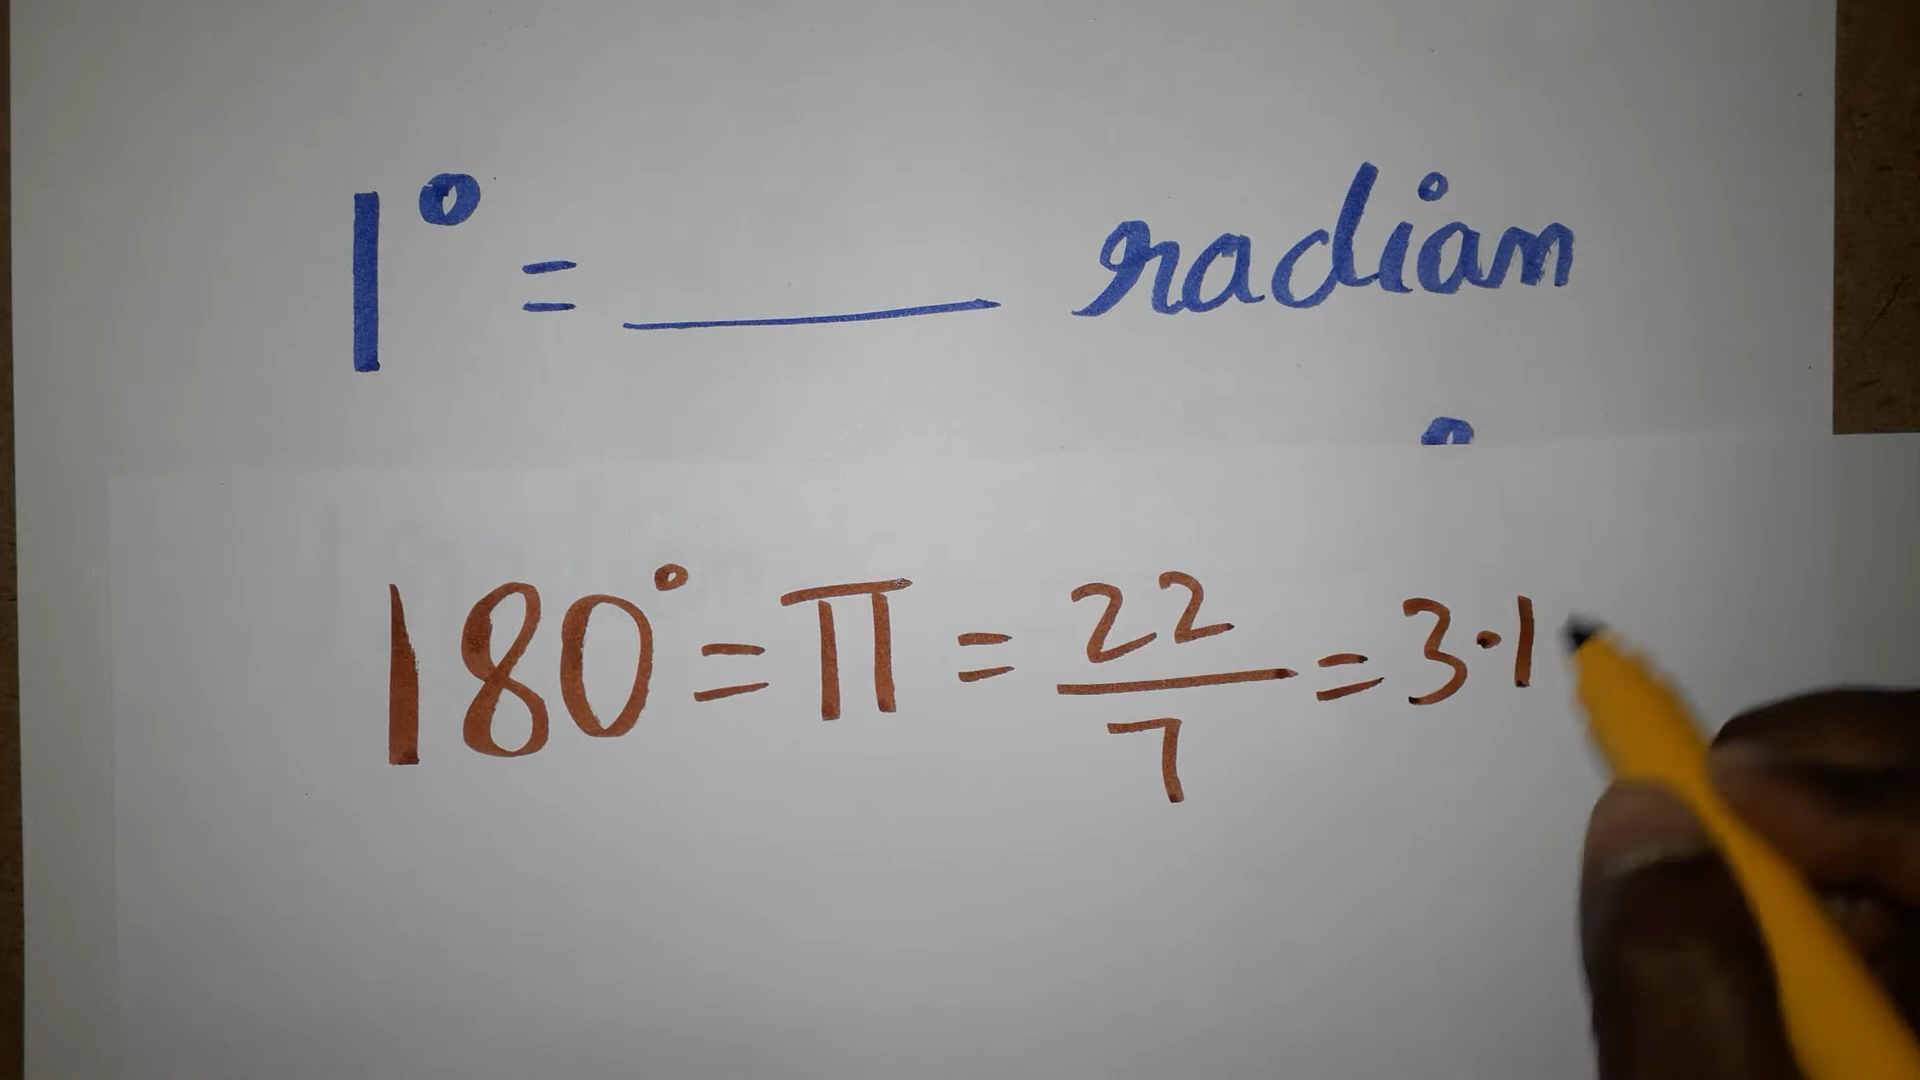 1° = ____ radian
180° = π = 22/7 = 3·1